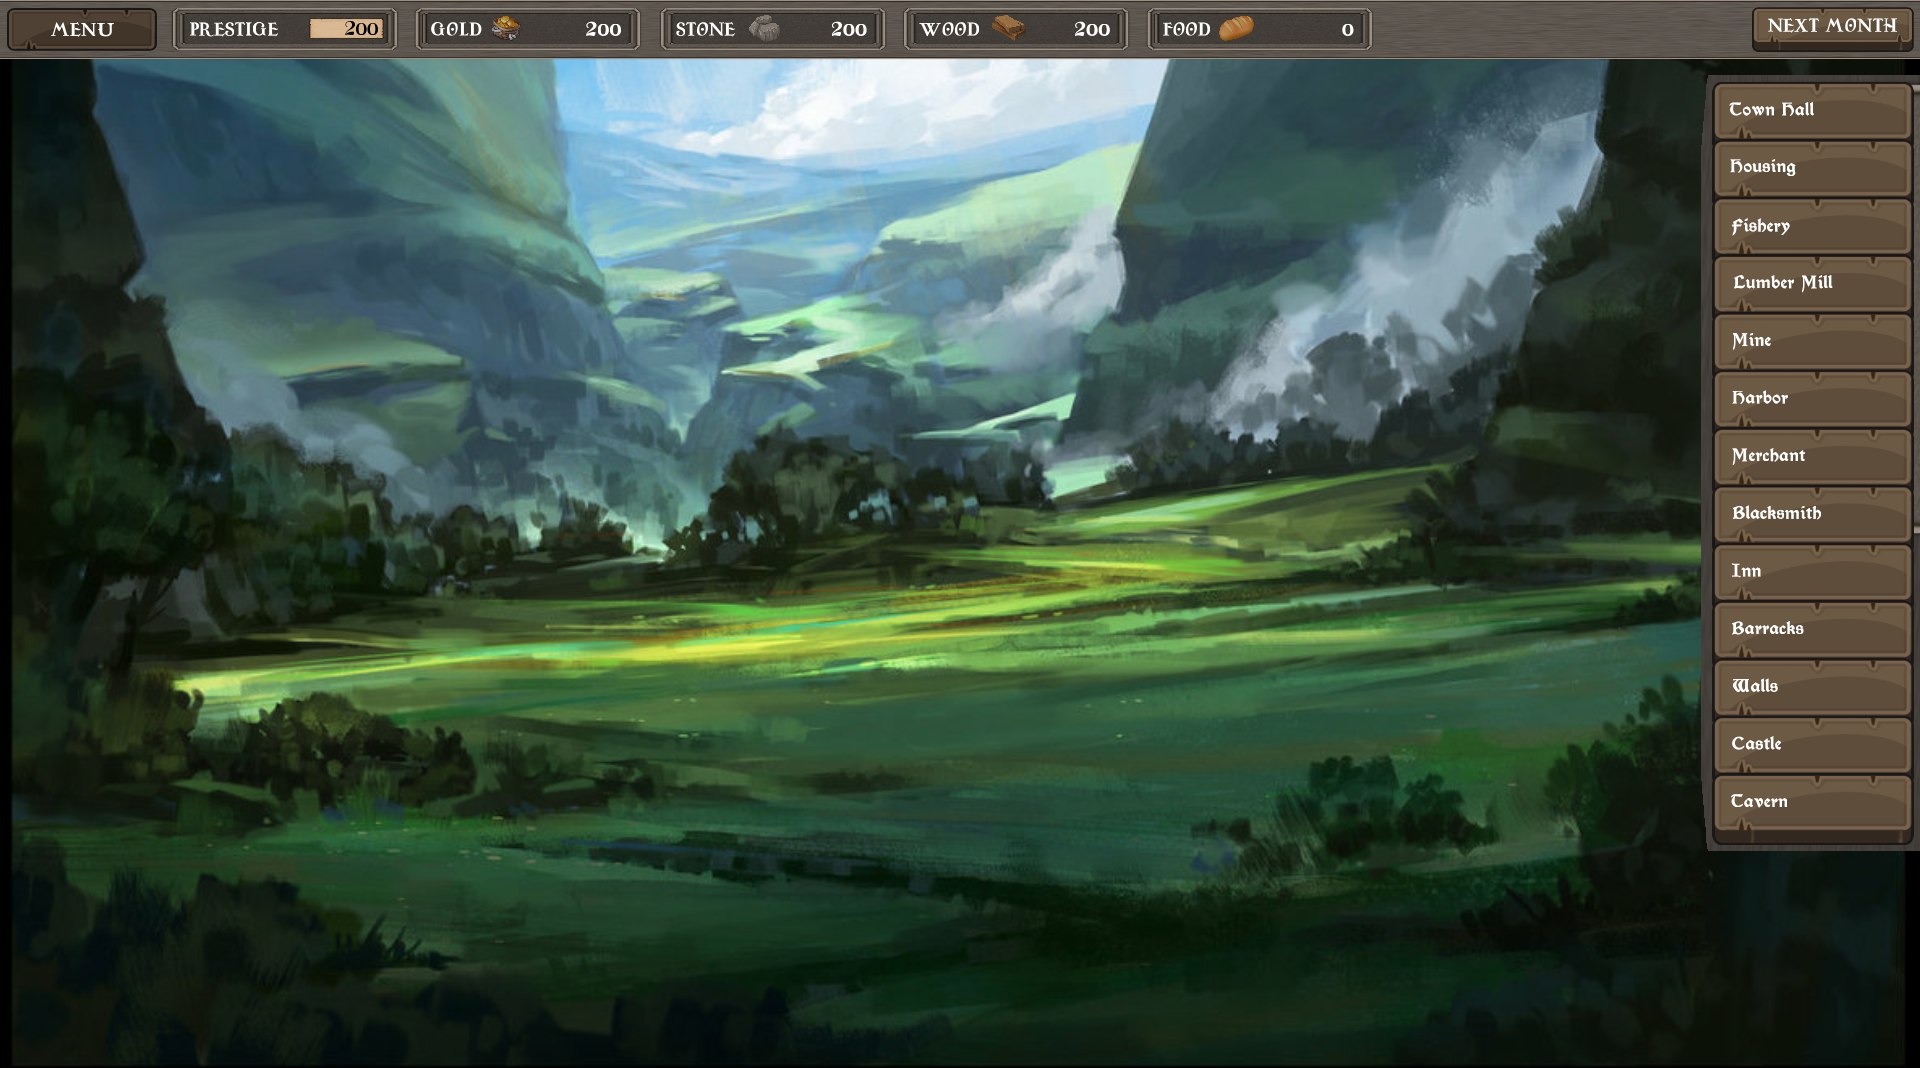 MENU
PRESTIGE 200
GOLD 200
STONE 200
WOOD 200
FOOD 0
NEXT MONTH
Town Hall
Housing
Fishery
Lumber Mill
Mine
Harbor
Merchant
Blacksmith
Inn
Barracks
Walls
Castle
Tavern